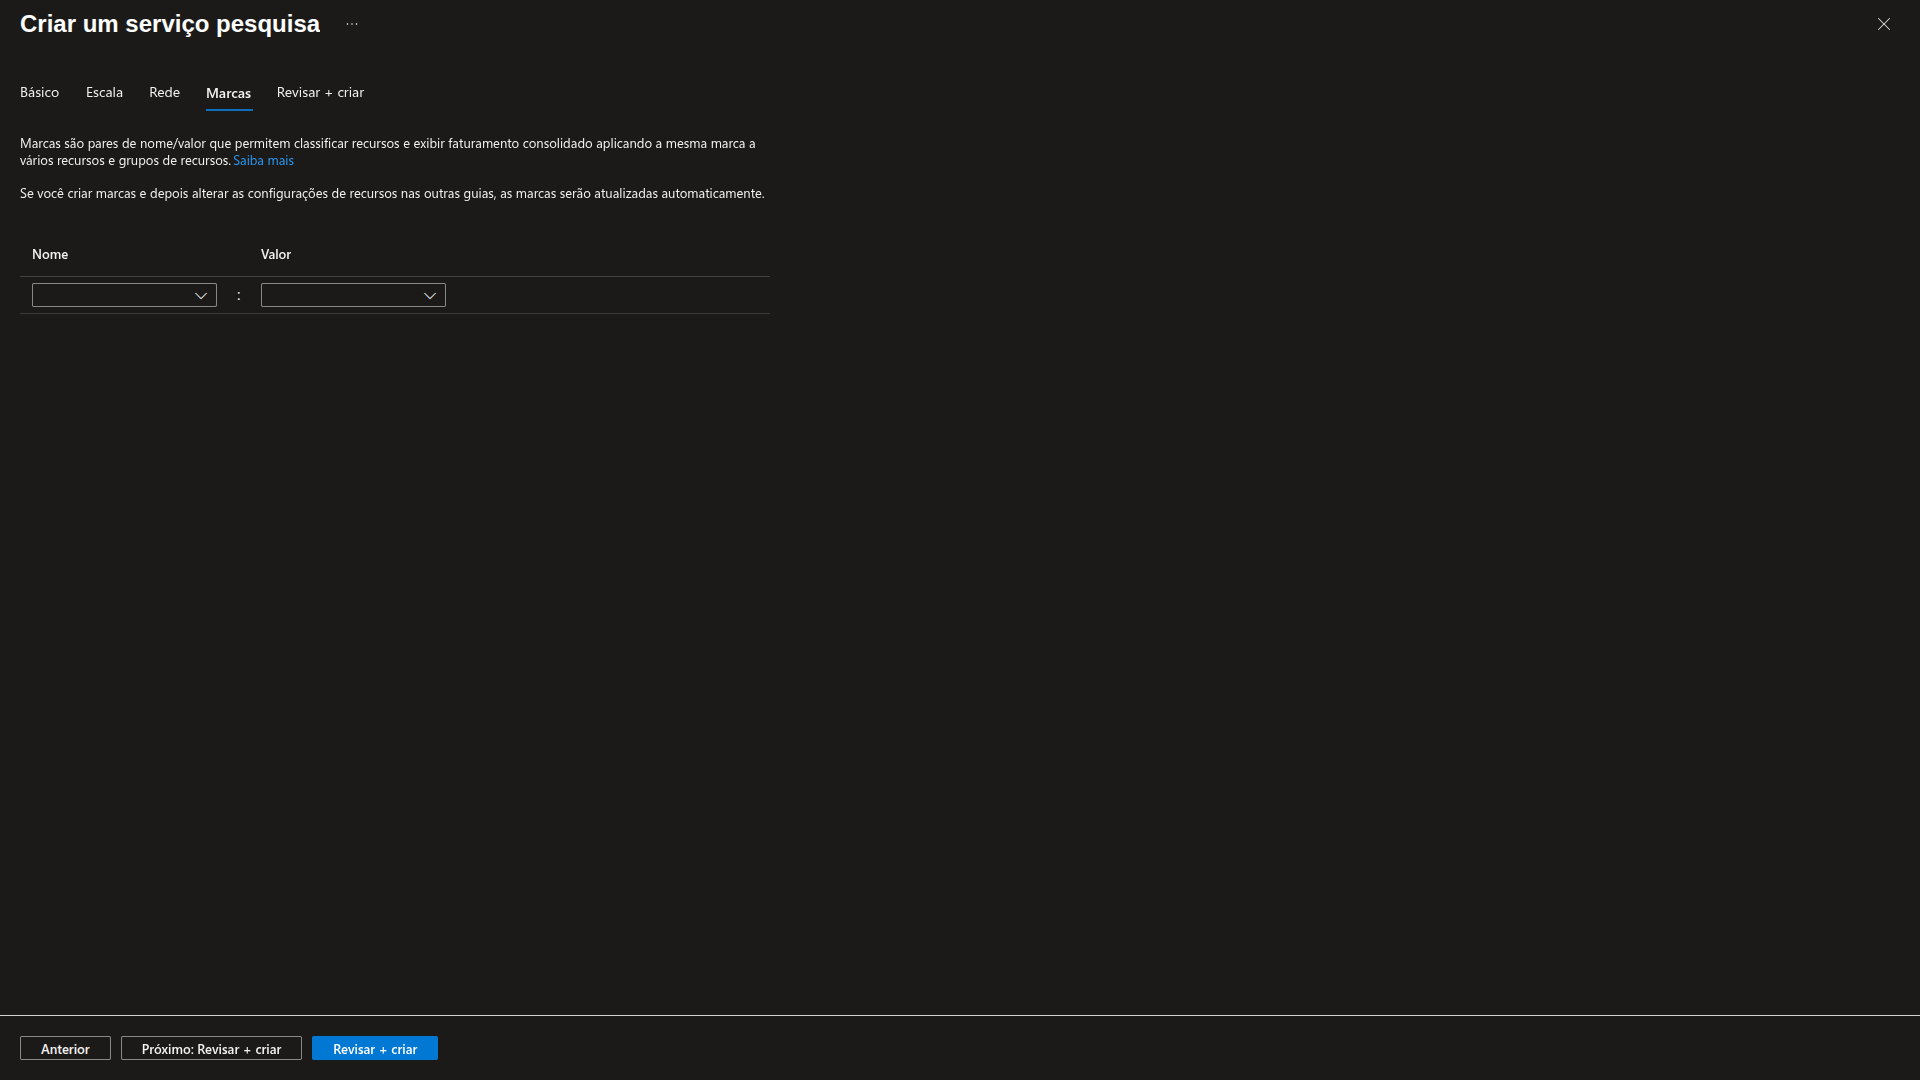 Criar um serviço pesquisa ...
Básico Escala Rede Marcas Revisar + criar
Marcas são pares de nome/valor que permitem classificar recursos e exibir faturamento consolidado aplicando a mesma marca a
vários recursos e grupos de recursos. Saiba mais
Se você criar marcas e depois alterar as configurações de recursos nas outras guias, as marcas serão atualizadas automaticamente.
Nome Valor
:
Anterior Próximo: Revisar + criar Revisar + criar